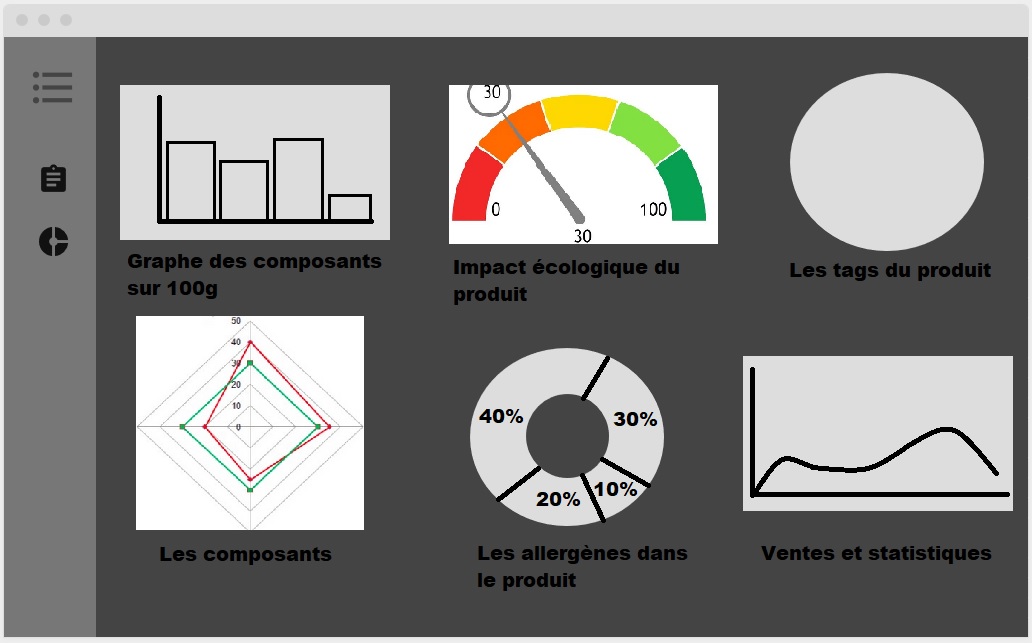 30
0
100
30
Graphe des composants
sur 100g
Impact écologique du
produit
Les tags du produit
50
40
30
20
10
0
Les composants
40%
30%
20%
10%
Les allergènes dans
le produit
Ventes et statistiques